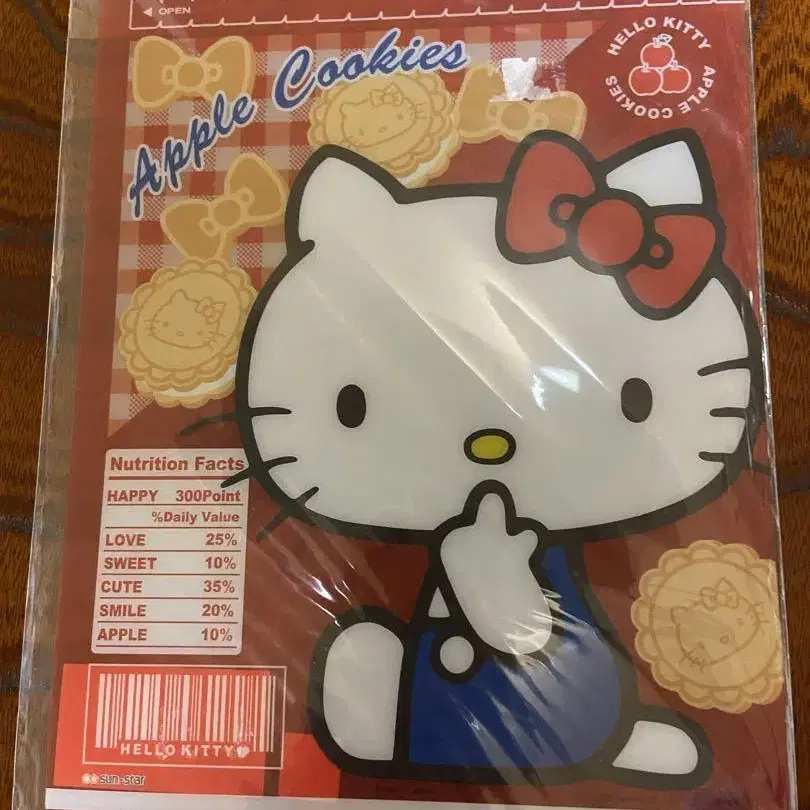 ◀ OPEN
Apple Cookies
HELLO KITTY APPLE COOKIES
Nutrition Facts
HAPPY 300Point
%Daily Value
LOVE 25%
SWEET 10%
CUTE 35%
SMILE 20%
APPLE 10%
HELLO KITTY
sun-star